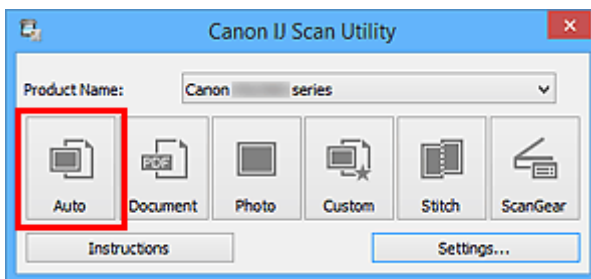 Canon IJ Scan Utility
Product Name: Canon series
PDF
Auto Document Photo Custom Stitch ScanGear
Instructions Settings...